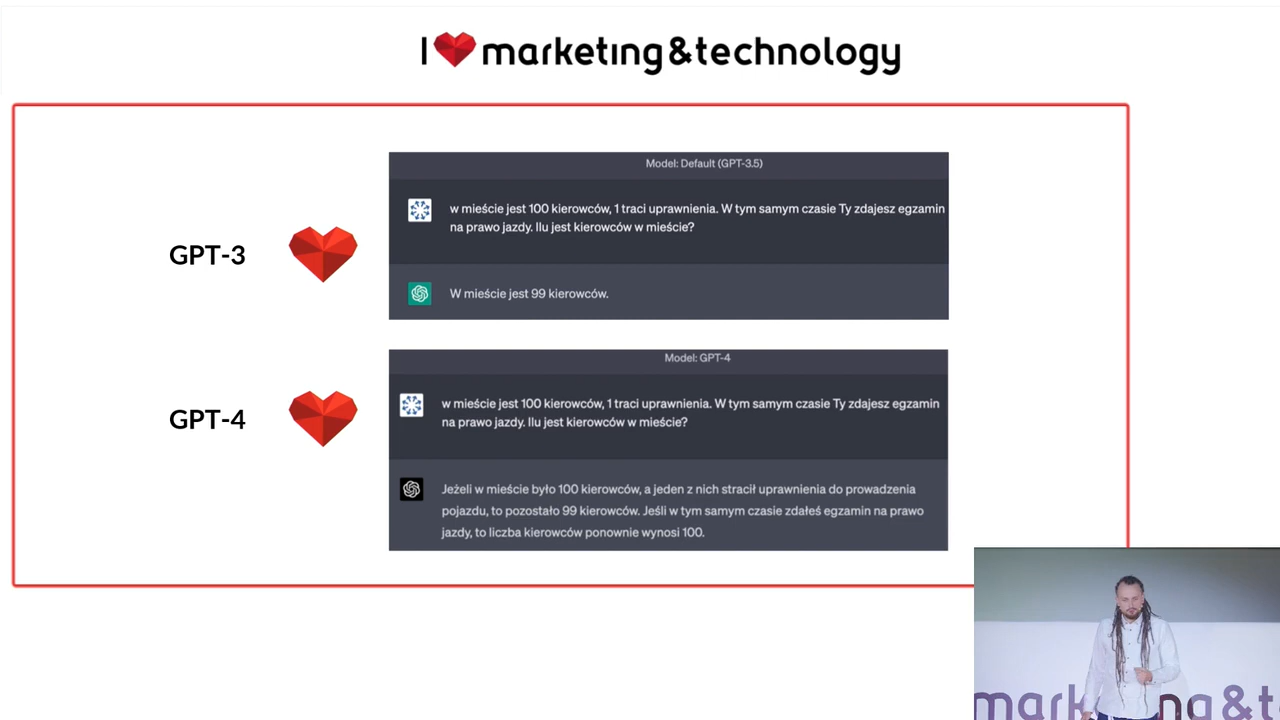 I marketing&technology
GPT-3
Model: Default (GPT-3.5)
w mieście jest 100 kierowców, 1 traci uprawnienia. W tym samym czasie Ty zdajesz egzamin
na prawo jazdy. Ilu jest kierowców w mieście?
W mieście jest 99 kierowców.
GPT-4
Model: GPT-4
w mieście jest 100 kierowców, 1 traci uprawnienia. W tym samym czasie Ty zdajesz egzamin
na prawo jazdy. Ilu jest kierowców w mieście?
Jeżeli w mieście było 100 kierowców, a jeden z nich stracił uprawnienia do prowadzenia
pojazdu, to pozostało 99 kierowców. Jeśli w tym samym czasie zdałeś egzamin na prawo
jazdy, to liczba kierowców ponownie wynosi 100.
mark ng&t